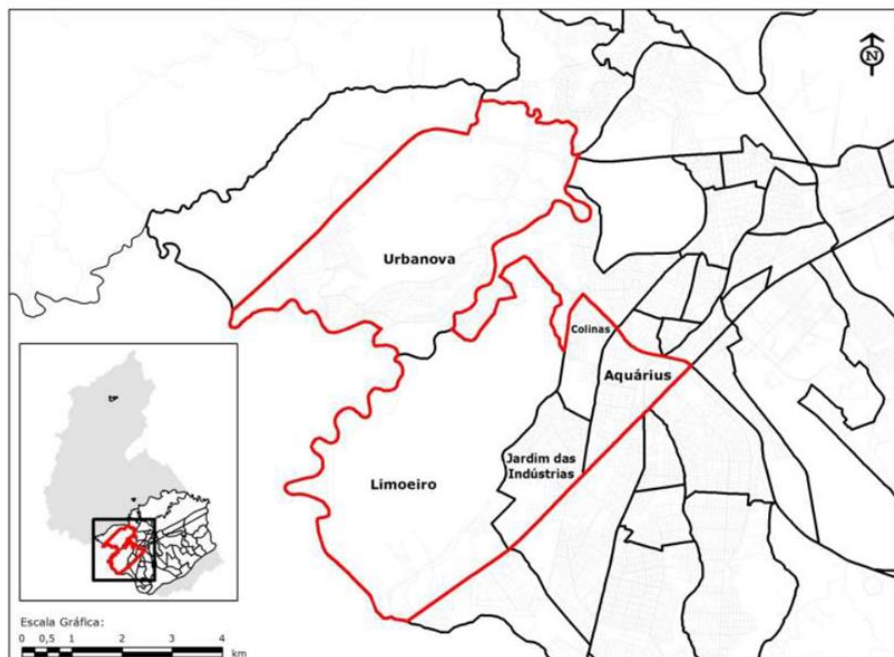 N
Urbanova
Colinas
Aquárius
Jardim das
Indústrias
Limoeiro
Escala Gráfica:
0 0,5 1 2 3 4
km